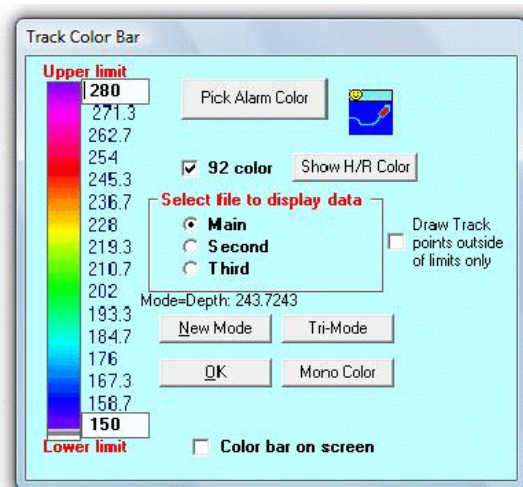 Track Color Bar
Upper limit
280
271.3
262.7
254
245.3
236.7
228
219.3
210.7
202
193.3
184.7
176
167.3
158.7
150
Lower limit
Pick Alarm Color
92 color
Show H/R Color
Select file to display data
Main
Second
Third
Draw Track
points outside
of limits only
Mode=Depth: 243.7243
New Mode
Tri-Mode
OK
Mono Color
Color bar on screen